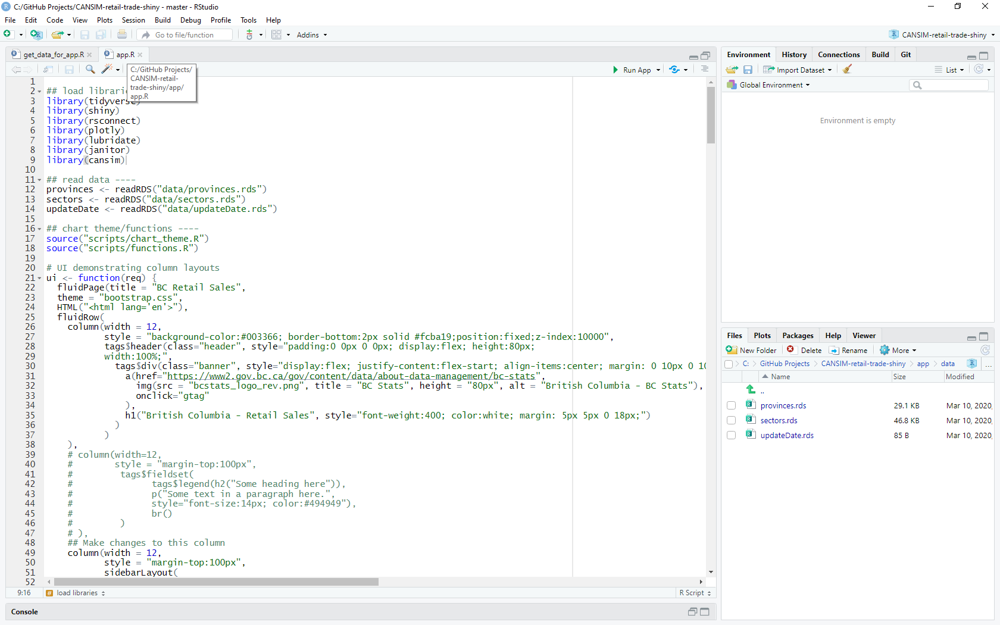 C:/GitHub Projects/CANSIM-retail-trade-shiny - master - RStudio
File Edit Code View Plots Session Build Debug Profile Tools Help
Go to file/function
Addins
CANSIM-retail-trade-shiny
get_data_for_app.R
app.R
Run App
C:/GitHub Projects/
CANSIM-retail-
trade-shiny/app/
app.R
1
2 ## load librari
3 library(tidyverse)
4 library(shiny)
5 library(rsconnect)
6 library(plotly)
7 library(lubridate)
8 library(janitor)
9 library(cansim)
10
11 ## read data ----
12 provinces <- readRDS("data/provinces.rds")
13 sectors <- readRDS("data/sectors.rds")
14 updateDate <- readRDS("data/updateDate.rds")
15
16 ## chart theme/functions ----
17 source("scripts/chart_theme.R")
18 source("scripts/functions.R")
19
20 # UI demonstrating column layouts
21 ui <- function(req) {
22 fluidPage(title = "BC Retail Sales",
23 theme = "bootstrap.css",
24 HTML("<html lang='en'>"),
25 fluidRow(
26 column(width = 12,
27 style = "background-color:#003366; border-bottom:2px solid #fcba19;position:fixed;z-index:10000",
28 tags$header(class="header", style="padding:0 0px 0 0px; display:flex; height:80px;
29 width:100%;",
30 tags$div(class="banner", style="display:flex; justify-content:flex-start; align-items:center; margin: 0 10px 0 10
31 a(href="https://www2.gov.bc.ca/gov/content/data/about-data-management/bc-stats",
32 img(src = "bcstats_logo_rev.png", title = "BC Stats", height = "80px", alt = "British Columbia - BC Stats"),
33 onclick="gtag"
34 ),
35 h1("British Columbia - Retail Sales", style="font-weight:400; color:white; margin: 5px 5px 0 18px;")
36 )
37 )
38 ),
39 # column(width=12,
40 # style = "margin-top:100px",
41 # tags$fieldset(
42 # tags$legend(h2("Some heading here")),
43 # p("Some text in a paragraph here.",
44 # style="font-size:14px; color:#494949"),
45 # br()
46 # )
47 # ),
48 ## Make changes to this column
49 column(width = 12,
50 style = "margin-top:100px",
51 sidebarLayout(
52
9:16 # load libraries
R Script
Console
Environment History Connections Build Git
Import Dataset
List
Global Environment
Environment is empty
Files Plots Packages Help Viewer
New Folder Delete Rename More
C: > GitHub Projects > CANSIM-retail-trade-shiny > app > data
...
Name Size Modified
..
provinces.rds 29.1 KB Mar 10, 2020,
sectors.rds 46.8 KB Mar 10, 2020,
updateDate.rds 85 B Mar 10, 2020,